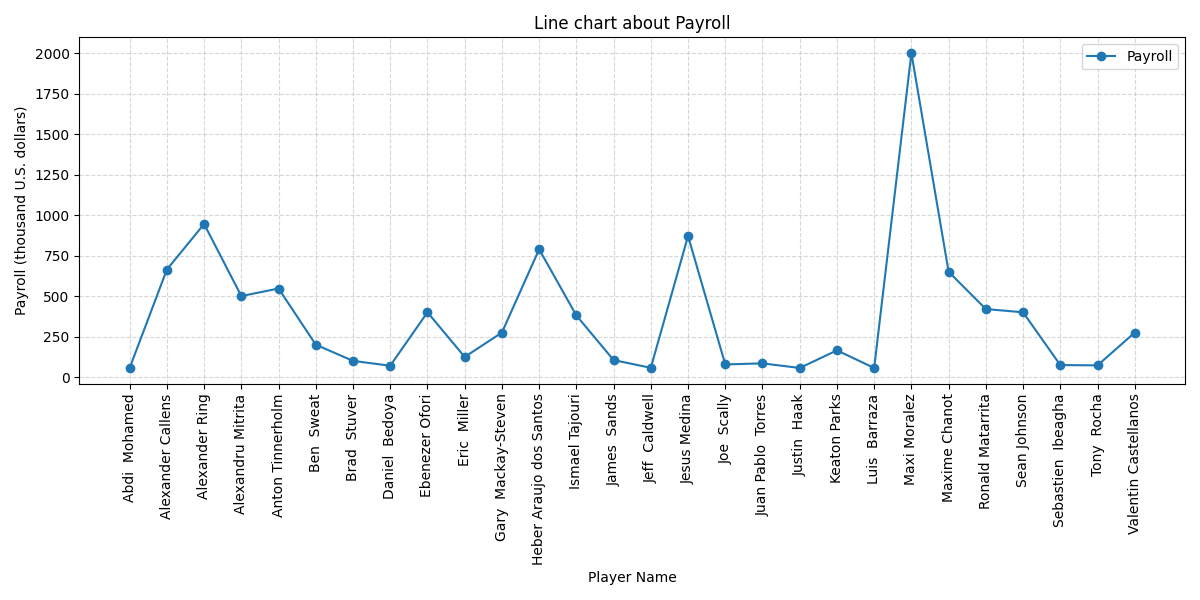 Line chart about Payroll
Payroll
Payroll (thousand U.S. dollars)
2000
1750
1500
1250
1000
750
500
250
0
Abdi  Mohamed
Alexander Callens
Alexander Ring
Alexandru Mitrita
Anton Tinnerholm
Ben  Sweat
Brad  Stuver
Daniel  Bedoya
Ebenezer Ofori
Eric  Miller
Gary  Mackay-Steven
Heber Araujo dos Santos
Ismael Tajouri
James  Sands
Jeff  Caldwell
Jesus Medina
Joe  Scally
Juan Pablo  Torres
Justin  Haak
Keaton Parks
Luis  Barraza
Maxi Moralez
Maxime Chanot
Ronald Matarrita
Sean Johnson
Sebastien  Ibeagha
Tony  Rocha
Valentin Castellanos
Player Name